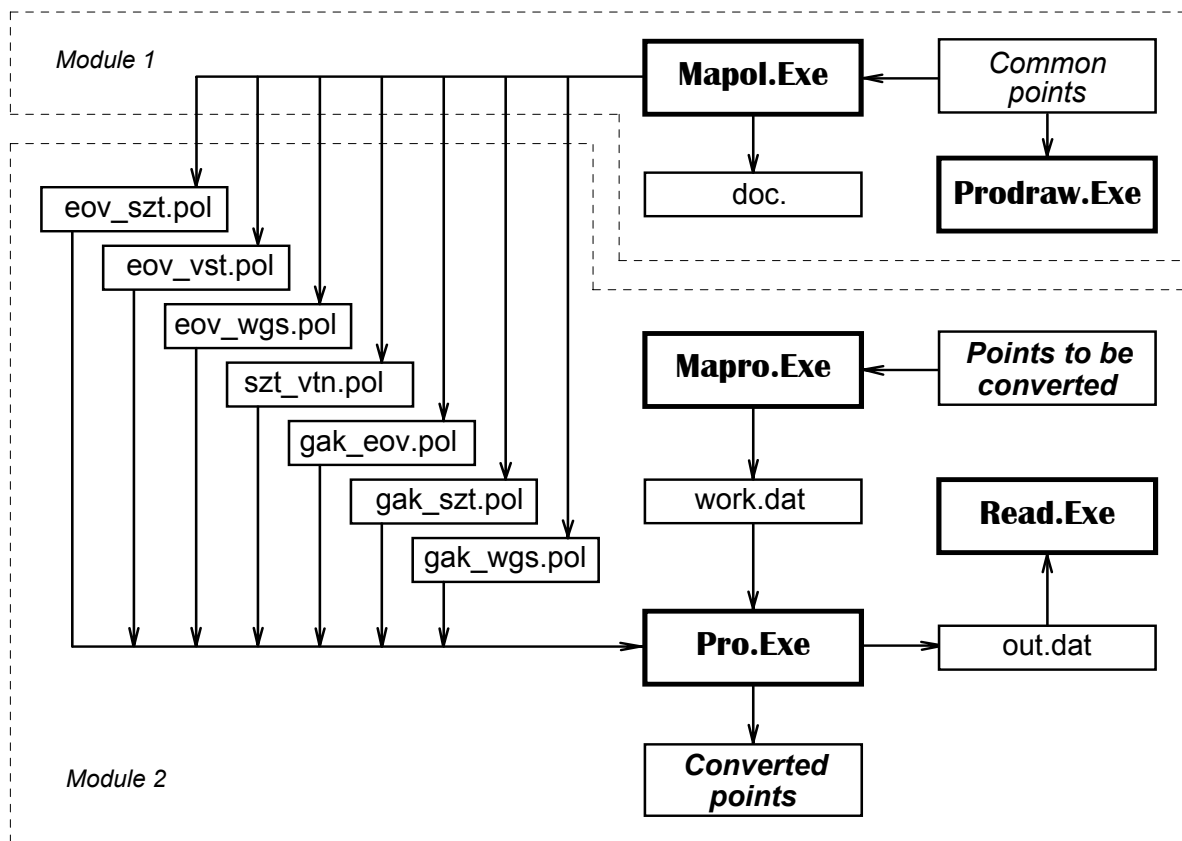 Module 1
Mapol.Exe
Common
points
doc.
Prodraw.Exe
eov_szt.pol
eov_vst.pol
eov_wgs.pol
szt_vtn.pol
gak_eov.pol
gak_szt.pol
gak_wgs.pol
Mapro.Exe
Points to be
converted
work.dat
Read.Exe
Pro.Exe
out.dat
Converted
points
Module 2